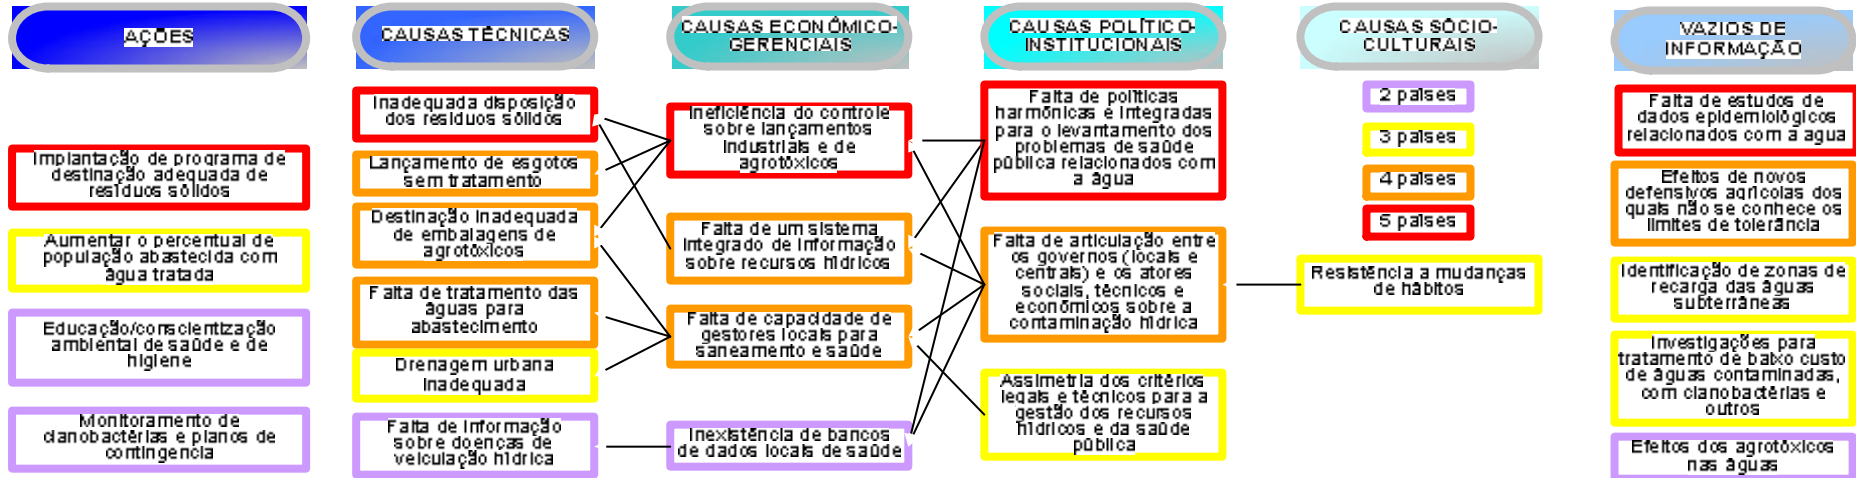 AÇÕES
Implantação de programa de
destinação adequada de
resíduos sólidos
Aumentar o percentual de
população abastecida com
água tratada
Educação/conscientização
ambiental de saúde e de
higiene
Monitoramento de
cianobactérias e planos de
contingencia
CAUSAS TÉCNICAS
Inadequada disposição
dos resíduos sólidos
Lançamento de esgotos
sem tratamento
Destinação inadequada
de embalagens de
agrotóxicos
Falta de tratamento das
águas para
abastecimento
Drenagem urbana
inadequada
Falta de informação
sobre doenças de
veiculação hídrica
CAUSAS ECONÔMICO-
GERENCIAIS
Ineficiência do controle
sobre lançamentos
industriais e de
agrotóxicos
Falta de um sistema
integrado de informação
sobre recursos hídricos
Falta de capacidade de
gestores locais para
saneamento e saúde
Inexistência de bancos
de dados locais de saúde
CAUSAS POLÍTICO-
INSTITUCIONAIS
Falta de políticas
harmônicas e integradas
para o levantamento dos
problemas de saúde
pública relacionados com
a água
Falta de articulação entre
os governos (locais e
centrais) e os atores
sociais, técnicos e
econômicos sobre a
contaminação hídrica
Assimetria dos critérios
legais e técnicos para a
gestão dos recursos
hídricos e da saúde
pública
CAUSAS SÓCIO-
CULTURAIS
2 países
3 países
4 países
5 países
Resistência a mudanças
de hábitos
VAZIOS DE
INFORMAÇÃO
Falta de estudos de
dados epidemiológicos
relacionados com a agua
Efeitos de novos
defensivos agrícolas dos
quais não se conhece os
limites de tolerância
Identificação de zonas de
recarga das águas
subterrâneas
Investigações para
tratamento de baixo custo
de águas contaminadas,
com cianobactérias e
outros
Efeitos dos agrotóxicos
nas águas